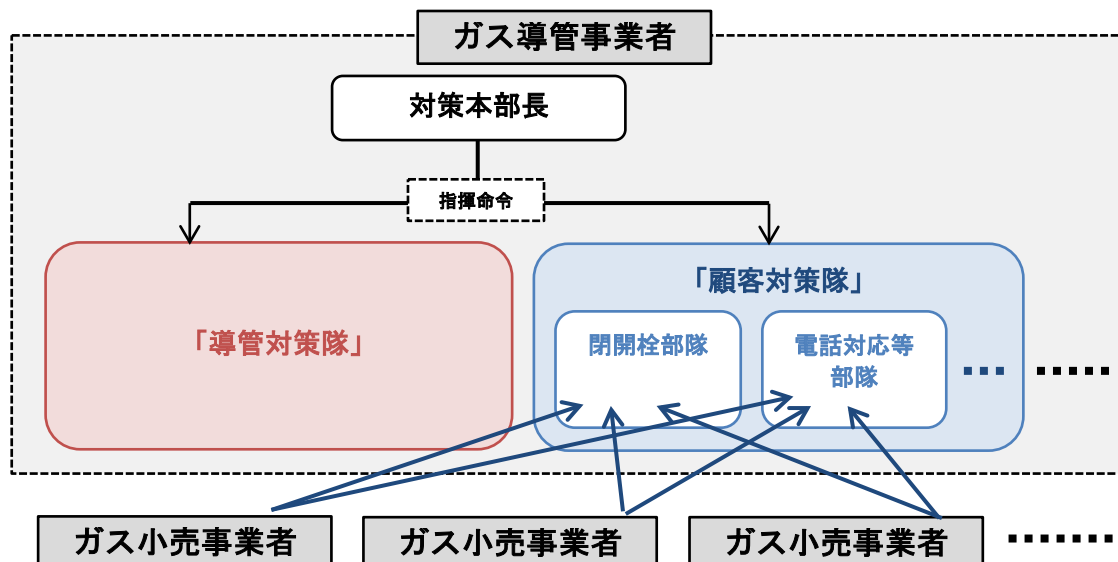 ガス導管事業者
対策本部長
指揮命令
「導管対策隊」
「顧客対策隊」
閉開栓部隊
電話対応等
部隊
ガス小売事業者
ガス小売事業者
ガス小売事業者